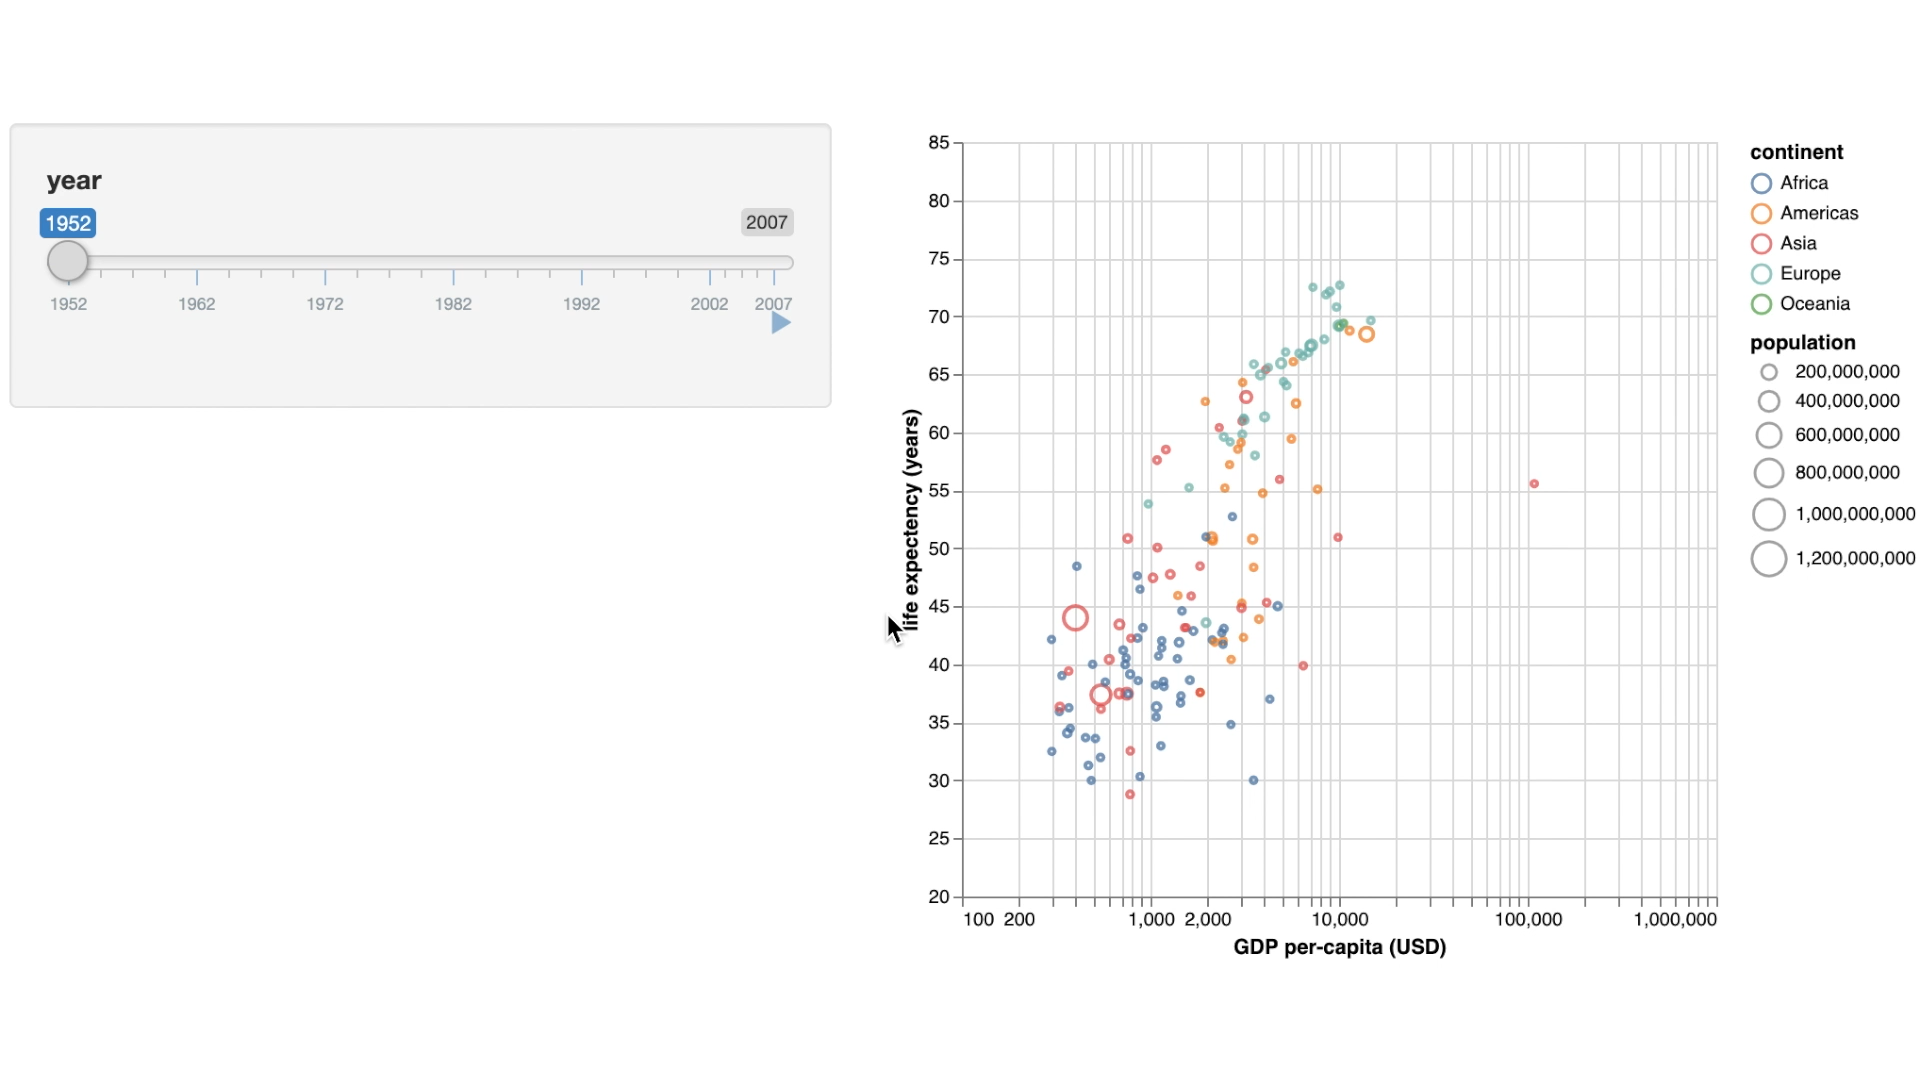 year
1952
2007
1952 1962 1972 1982 1992 2002 2007
85
80
75
70
65
60
55
50
45
40
35
30
25
20
life expectency (years)
100 200 1,000 2,000 10,000 100,000 1,000,000
GDP per-capita (USD)
continent
Africa
Americas
Asia
Europe
Oceania
population
200,000,000
400,000,000
600,000,000
800,000,000
1,000,000,000
1,200,000,000